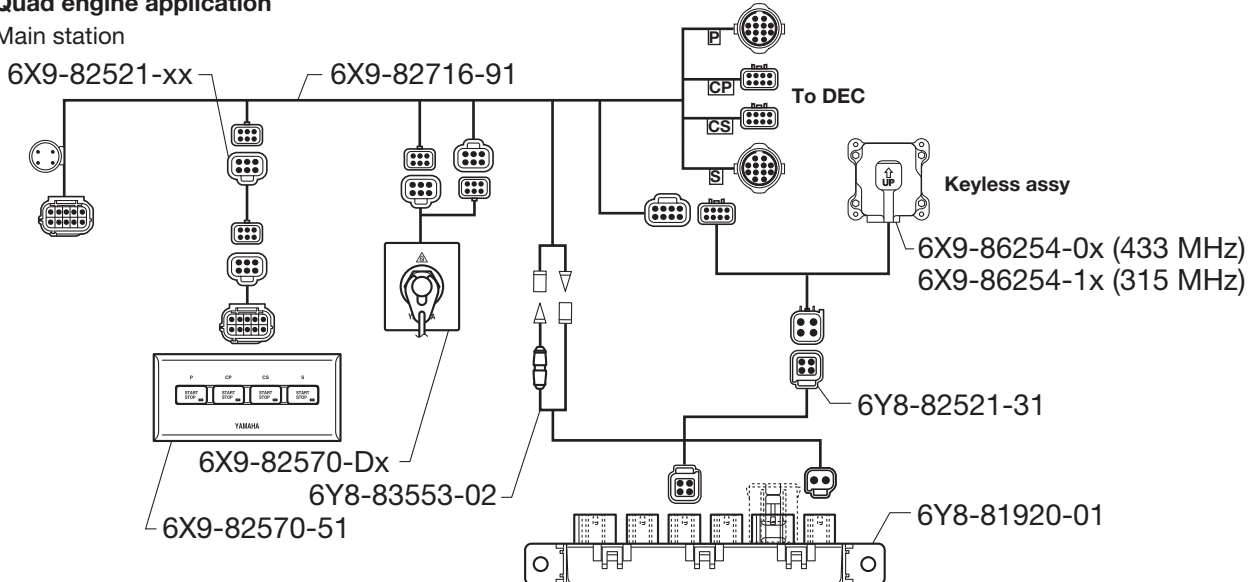 Quad engine application
Main station
6X9-82521-xx
6X9-82716-91
P
CP
To DEC
CS
S
UP
Keyless assy
6X9-86254-0x (433 MHz)
6X9-86254-1x (315 MHz)
6Y8-82521-31
P CP CS S
START STOP START STOP START STOP START STOP
YAMAHA
6X9-82570-Dx
6Y8-83553-02
6X9-82570-51
6Y8-81920-01